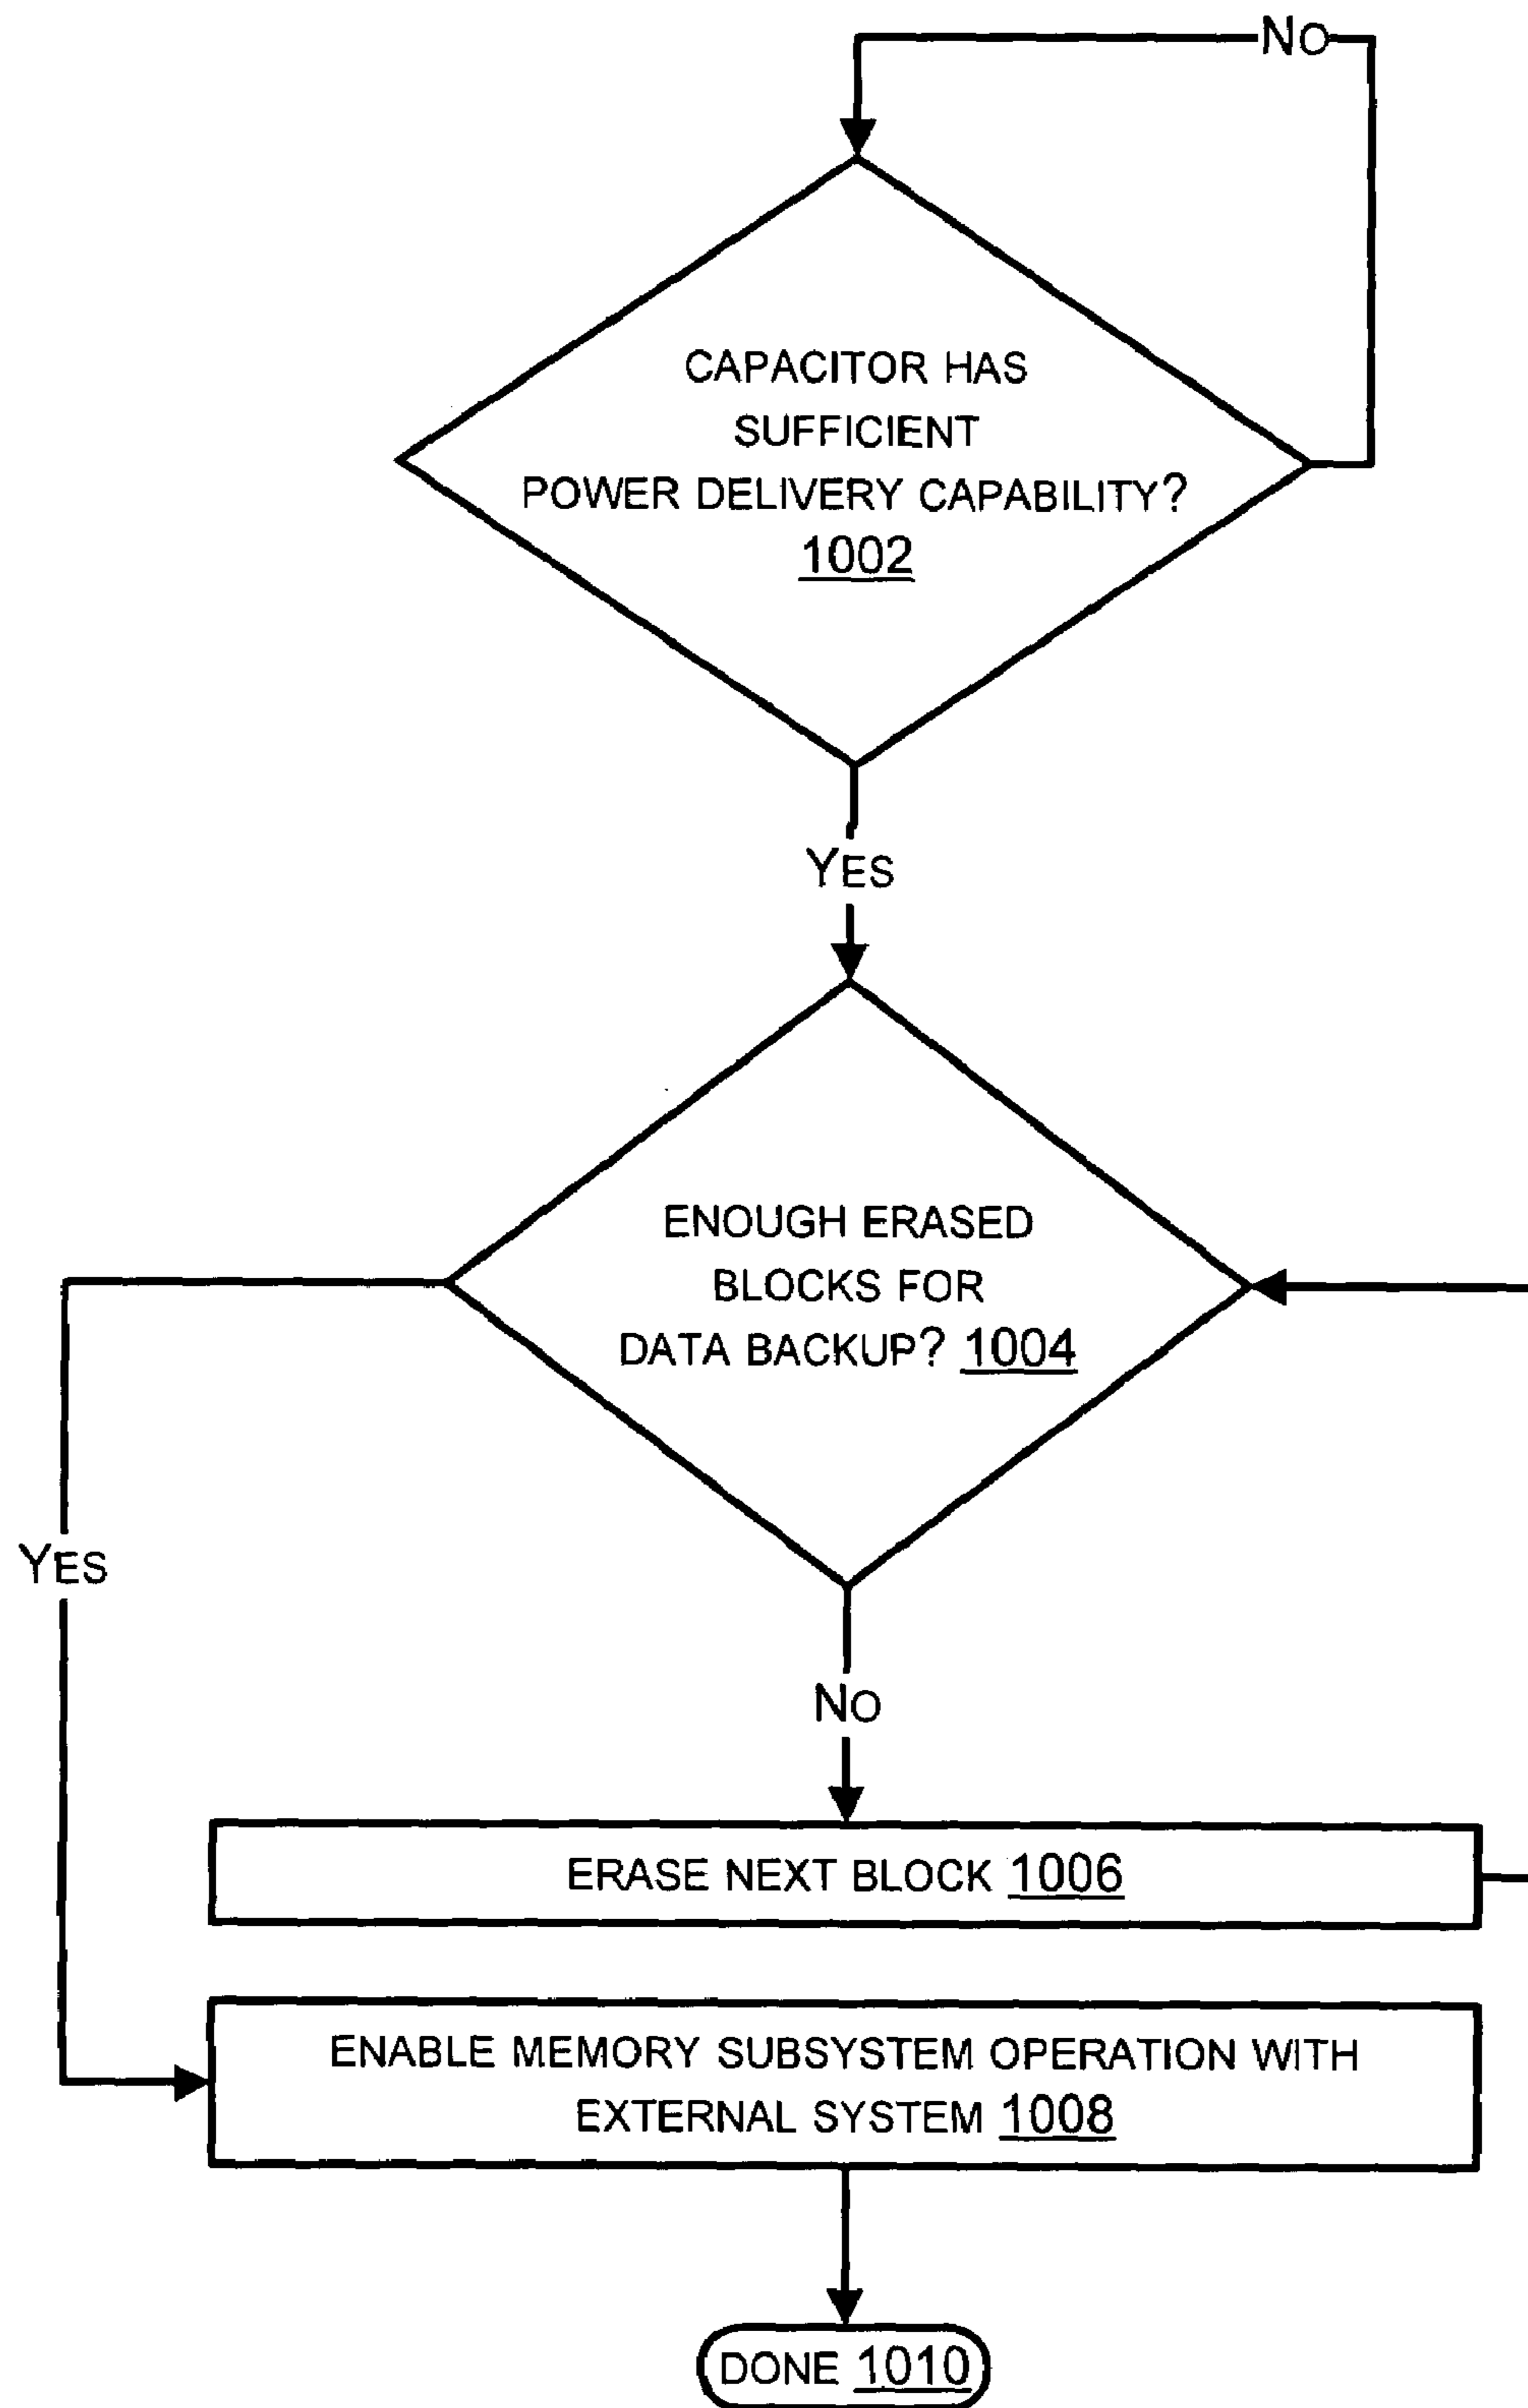 NO
CAPACITOR HAS
SUFFICIENT
POWER DELIVERY CAPABILITY?
1002
YES
ENOUGH ERASED
BLOCKS FOR
DATA BACKUP? 1004
YES
NO
ERASE NEXT BLOCK 1006
ENABLE MEMORY SUBSYSTEM OPERATION WITH
EXTERNAL SYSTEM 1008
DONE 1010